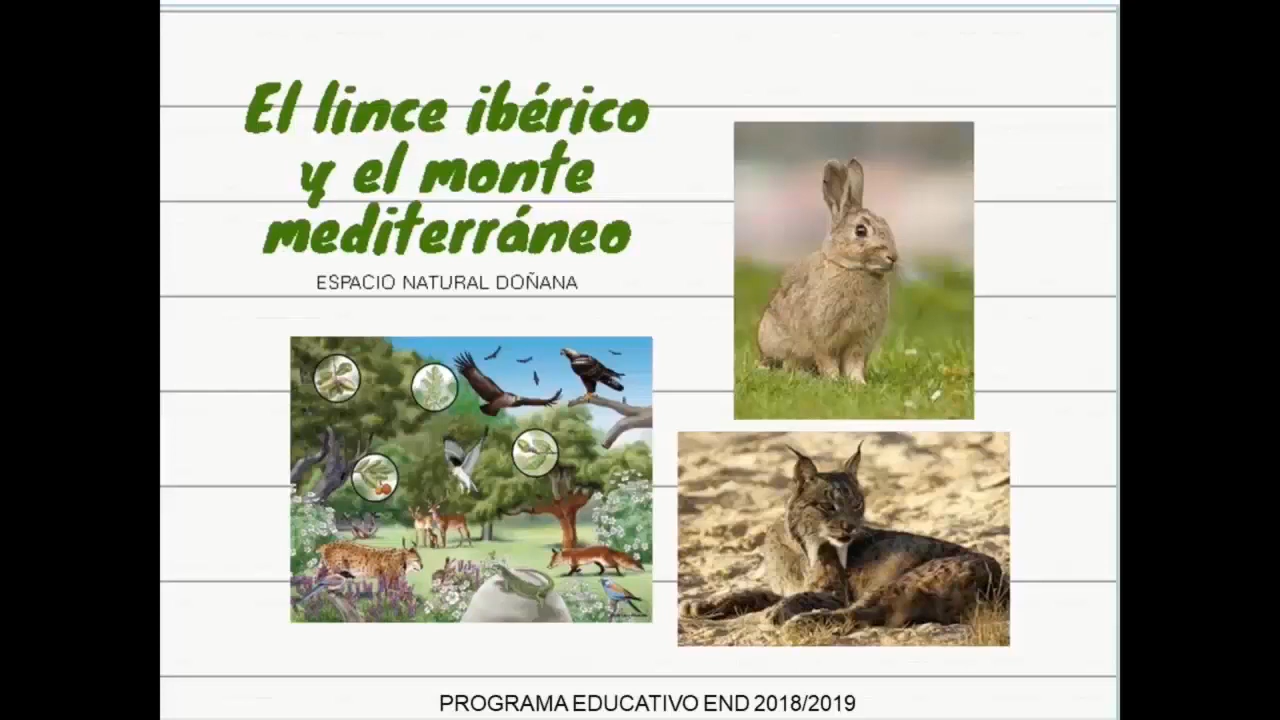 El lince ibérico
y el monte
mediterráneo
ESPACIO NATURAL DOÑANA
PROGRAMA EDUCATIVO END 2018/2019